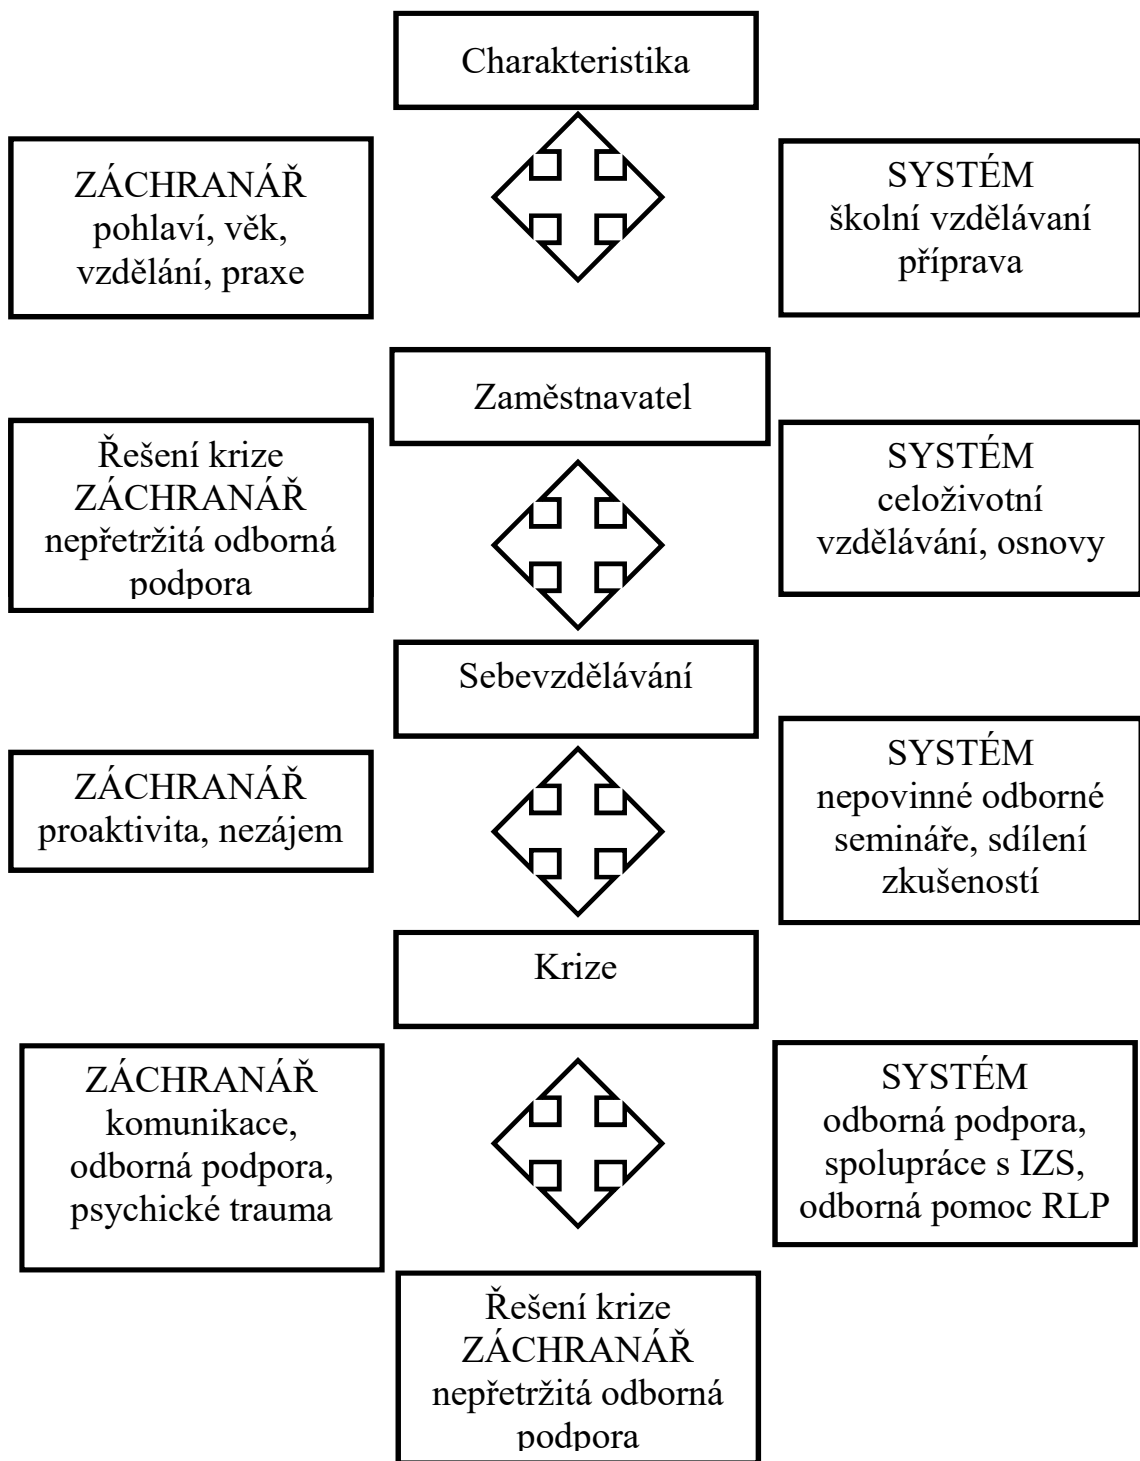 Charakteristika
ZÁCHRANÁŘ
pohlaví, věk,
vzdělání, praxe
SYSTÉM
školní vzdělávaní
příprava
Zaměstnavatel
Řešení krize
ZÁCHRANÁŘ
nepřetržitá odborná
podpora
SYSTÉM
celoživotní
vzdělávání, osnovy
Sebevzdělávání
ZÁCHRANÁŘ
proaktivita, nezájem
SYSTÉM
nepovinné odborné
semináře, sdílení
zkušeností
Krize
ZÁCHRANÁŘ
komunikace,
odborná podpora,
psychické trauma
SYSTÉM
odborná podpora,
spolupráce s IZS,
odborná pomoc RLP
Řešení krize
ZÁCHRANÁŘ
nepřetržitá odborná
podpora